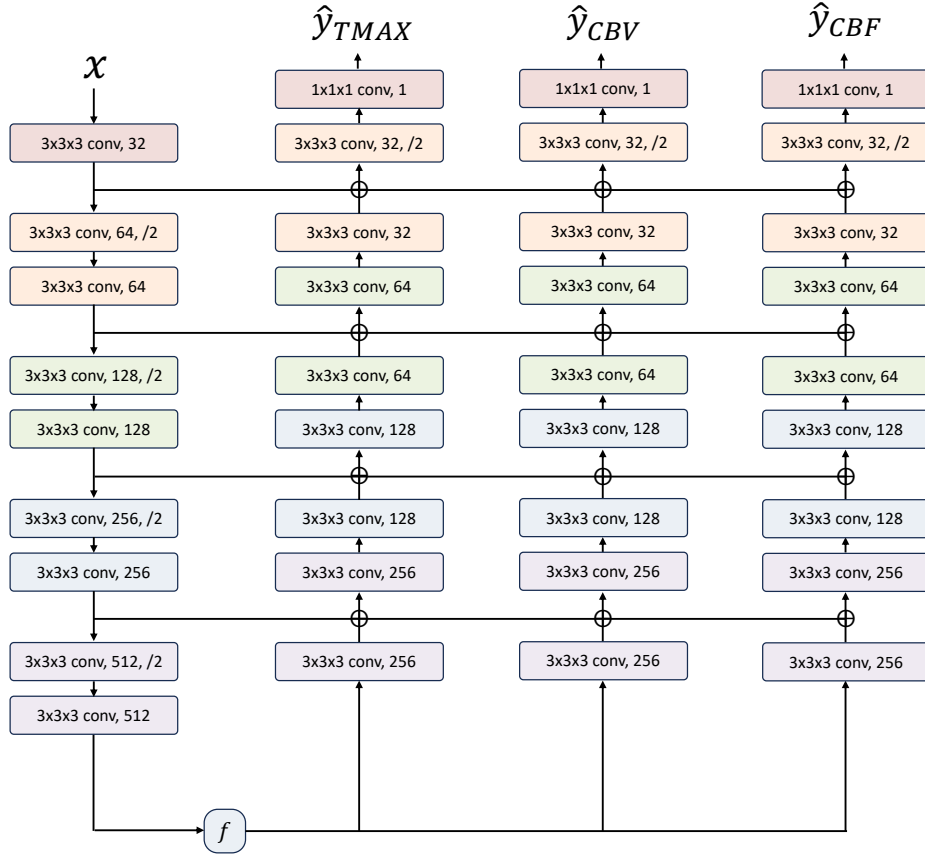 x
3x3x3 conv, 32
3x3x3 conv, 64, /2
3x3x3 conv, 64
3x3x3 conv, 128, /2
3x3x3 conv, 128
3x3x3 conv, 256, /2
3x3x3 conv, 256
3x3x3 conv, 512, /2
3x3x3 conv, 512
f
ŷ_TMAX
1x1x1 conv, 1
3x3x3 conv, 32, /2
3x3x3 conv, 32
3x3x3 conv, 64
3x3x3 conv, 64
3x3x3 conv, 128
3x3x3 conv, 128
3x3x3 conv, 256
3x3x3 conv, 256
ŷ_CBV
1x1x1 conv, 1
3x3x3 conv, 32, /2
3x3x3 conv, 32
3x3x3 conv, 64
3x3x3 conv, 64
3x3x3 conv, 128
3x3x3 conv, 128
3x3x3 conv, 256
3x3x3 conv, 256
ŷ_CBF
1x1x1 conv, 1
3x3x3 conv, 32, /2
3x3x3 conv, 32
3x3x3 conv, 64
3x3x3 conv, 64
3x3x3 conv, 128
3x3x3 conv, 128
3x3x3 conv, 256
3x3x3 conv, 256